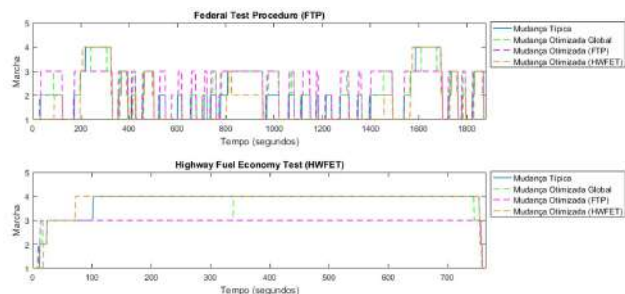 Federal Test Procedure (FTP)
5
4
3
2
1
Marcha
0 200 400 600 800 1000 1200 1400 1600 1800
Tempo (segundos)
Mudança Típica
Mudança Otimizada Global
Mudança Otimizada (FTP)
Mudança Otimizada (HWFET)
Highway Fuel Economy Test (HWFET)
5
4
3
2
1
Marcha
0 100 200 300 400 500 600 700
Tempo (segundos)
Mudança Típica
Mudança Otimizada Global
Mudança Otimizada (FTP)
Mudança Otimizada (HWFET)